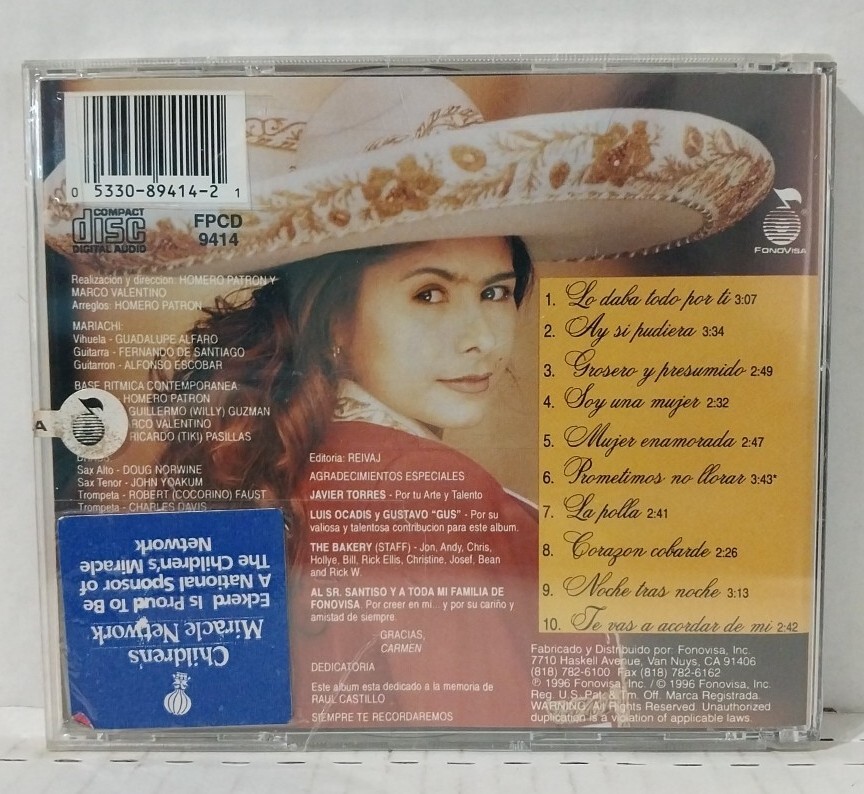 0 5330-89414-2 1
COMPACT
disc
DIGITAL AUDIO
FPCD
9414
FONOVISA
Realizacion y direccion: HOMERO PATRON Y
MARCO VALENTINO
Arreglos: HOMERO PATRON
MARIACHI:
Vihuela - GUADALUPE ALFARO
Guitarra - FERNANDO DE SANTIAGO
Guitarron - ALFONSO ESCOBAR
BASE RITMICA CONTEMPORANEA:
HOMERO PATRON
GUILLERMO (WILLY) GUZMAN
MARCO VALENTINO
RICARDO (TIKI) PASILLAS
A
Sax Alto - DOUG NORWINE
Sax Tenor - JOHN YOAKUM
Trompeta - ROBERT (COCORINO) FAUST
Trompeta - CHARLES DAVIS
Children's
Miracle Network
Eckerd Is Proud To Be
A National Sponsor of
The Children's Miracle
Network
Editoria: REIVAJ
AGRADECIMIENTOS ESPECIALES
JAVIER TORRES - Por tu Arte y Talento
LUIS OCADIS y GUSTAVO "GUS" - Por su
valiosa y talentosa contribucion para este album.
THE BAKERY (STAFF) - Jon, Andy, Chris,
Hollye, Bill, Rick Ellis, Christine, Josef, Bean
and Rick W.
AL SR. SANTISO Y A TODA MI FAMILIA DE
FONOVISA. Por creer en mi... y por su cariño y
amistad de siempre.
GRACIAS,
CARMEN
DEDICATORIA
Este album esta dedicado a la memoria de
RAUL CASTILLO
SIEMPRE TE RECORDAREMOS
1. Lo daba todo por ti 3:07
2. Ay si pudiera 3:34
3. Grosero y presumido 2:49
4. Soy una mujer 2:32
5. Mujer enamorada 2:47
6. Prometimos no llorar 3:43*
7. La polla 2:41
8. Corazon cobarde 2:26
9. Noche tras noche 3:13
10. Te vas a acordar de mi 2:42
Fabricado y Distribuido por: Fonovisa, Inc.
7710 Haskell Avenue, Van Nuys, CA 91406
(818) 782-6100 Fax (818) 782-6162
℗ 1996 Fonovisa, Inc. / © 1996 Fonovisa, Inc.
Reg. U.S. Pat. & Tm. Off. Marca Registrada.
WARNING: All Rights Reserved. Unauthorized
duplication is a violation of applicable laws.